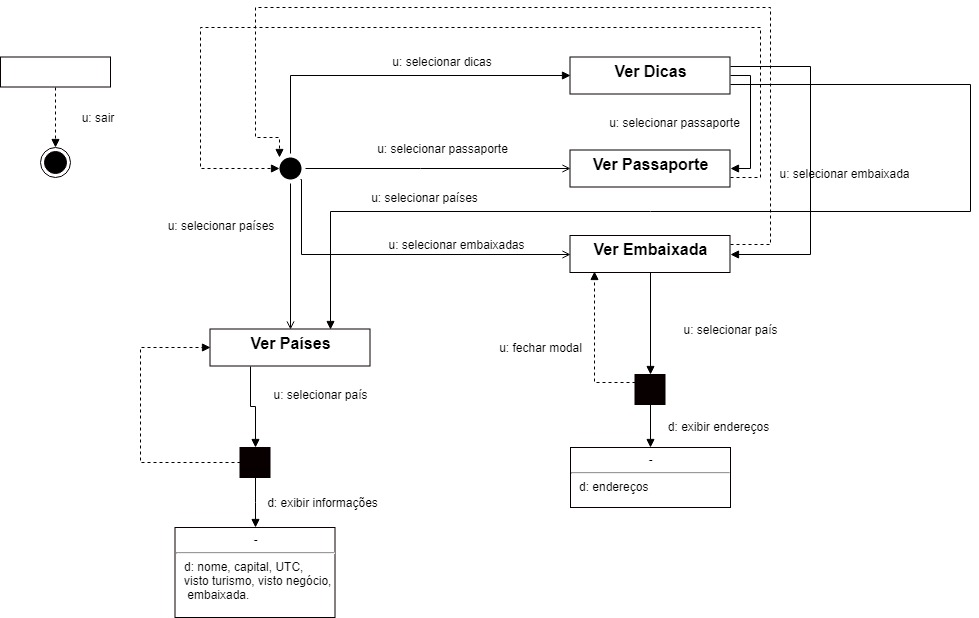 u: selecionar dicas
Ver Dicas
u: sair
u: selecionar passaporte
u: selecionar passaporte
Ver Passaporte
u: selecionar embaixada
u: selecionar países
u: selecionar países
u: selecionar embaixadas
Ver Embaixada
u: selecionar país
Ver Países
u: fechar modal
u: selecionar país
d: exibir endereços
-
d: endereços
d: exibir informações
-
d: nome, capital, UTC,
visto turismo, visto negócio,
embaixada.